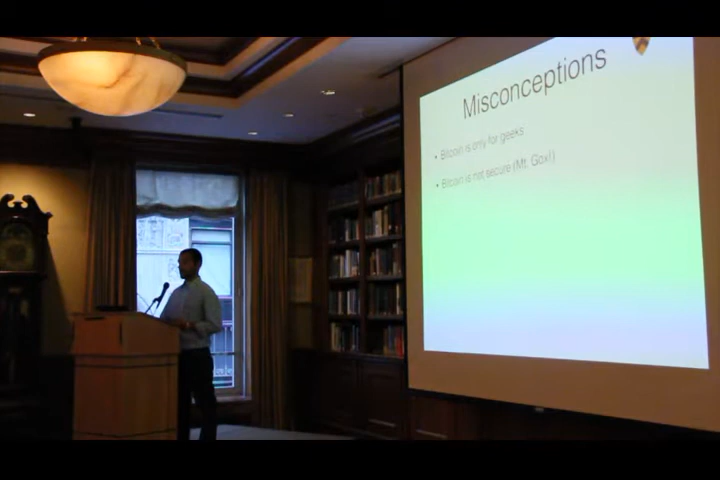 Misconceptions
• Bitcoin is only for geeks
• Bitcoin is not secure (Mt. Gox!)